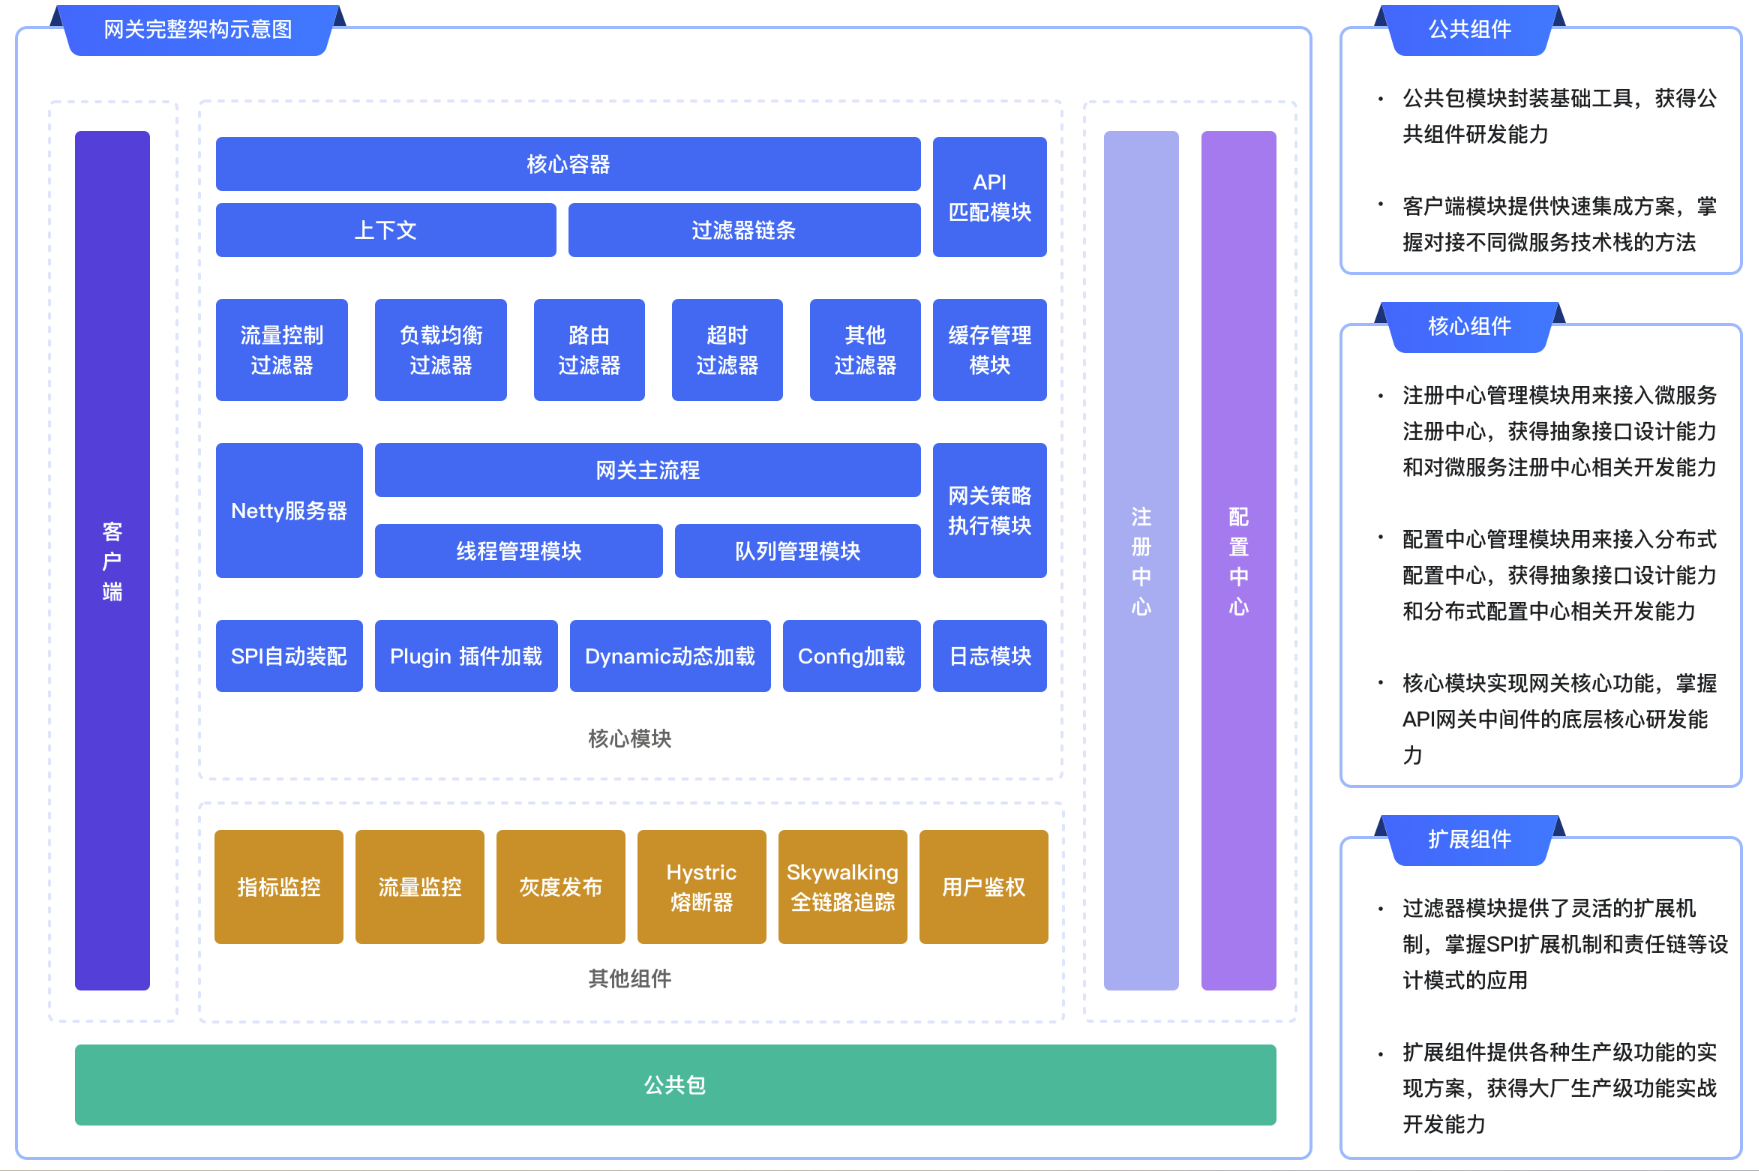 网关完整架构示意图
客户端
核心容器
API
匹配模块
上下文
过滤器链条
流量控制
过滤器
负载均衡
过滤器
路由
过滤器
超时
过滤器
其他
过滤器
缓存管理
模块
Netty服务器
网关主流程
线程管理模块
队列管理模块
网关策略
执行模块
SPI自动装配
Plugin 插件加载
Dynamic动态加载
Config加载
日志模块
核心模块
指标监控
流量监控
灰度发布
Hystric
熔断器
Skywalking
全链路追踪
用户鉴权
其他组件
注册中心
配置中心
公共包
公共组件
· 公共包模块封装基础工具，获得公
共组件研发能力
· 客户端模块提供快速集成方案，掌
握对接不同微服务技术栈的方法
核心组件
· 注册中心管理模块用来接入微服务
注册中心，获得抽象接口设计能力
和对微服务注册中心相关开发能力
· 配置中心管理模块用来接入分布式
配置中心，获得抽象接口设计能力
和分布式配置中心相关开发能力
· 核心模块实现网关核心功能，掌握
API网关中间件的底层核心研发能
力
扩展组件
· 过滤器模块提供了灵活的扩展机
制，掌握SPI扩展机制和责任链等设
计模式的应用
· 扩展组件提供各种生产级功能的实
现方案，获得大厂生产级功能实战
开发能力